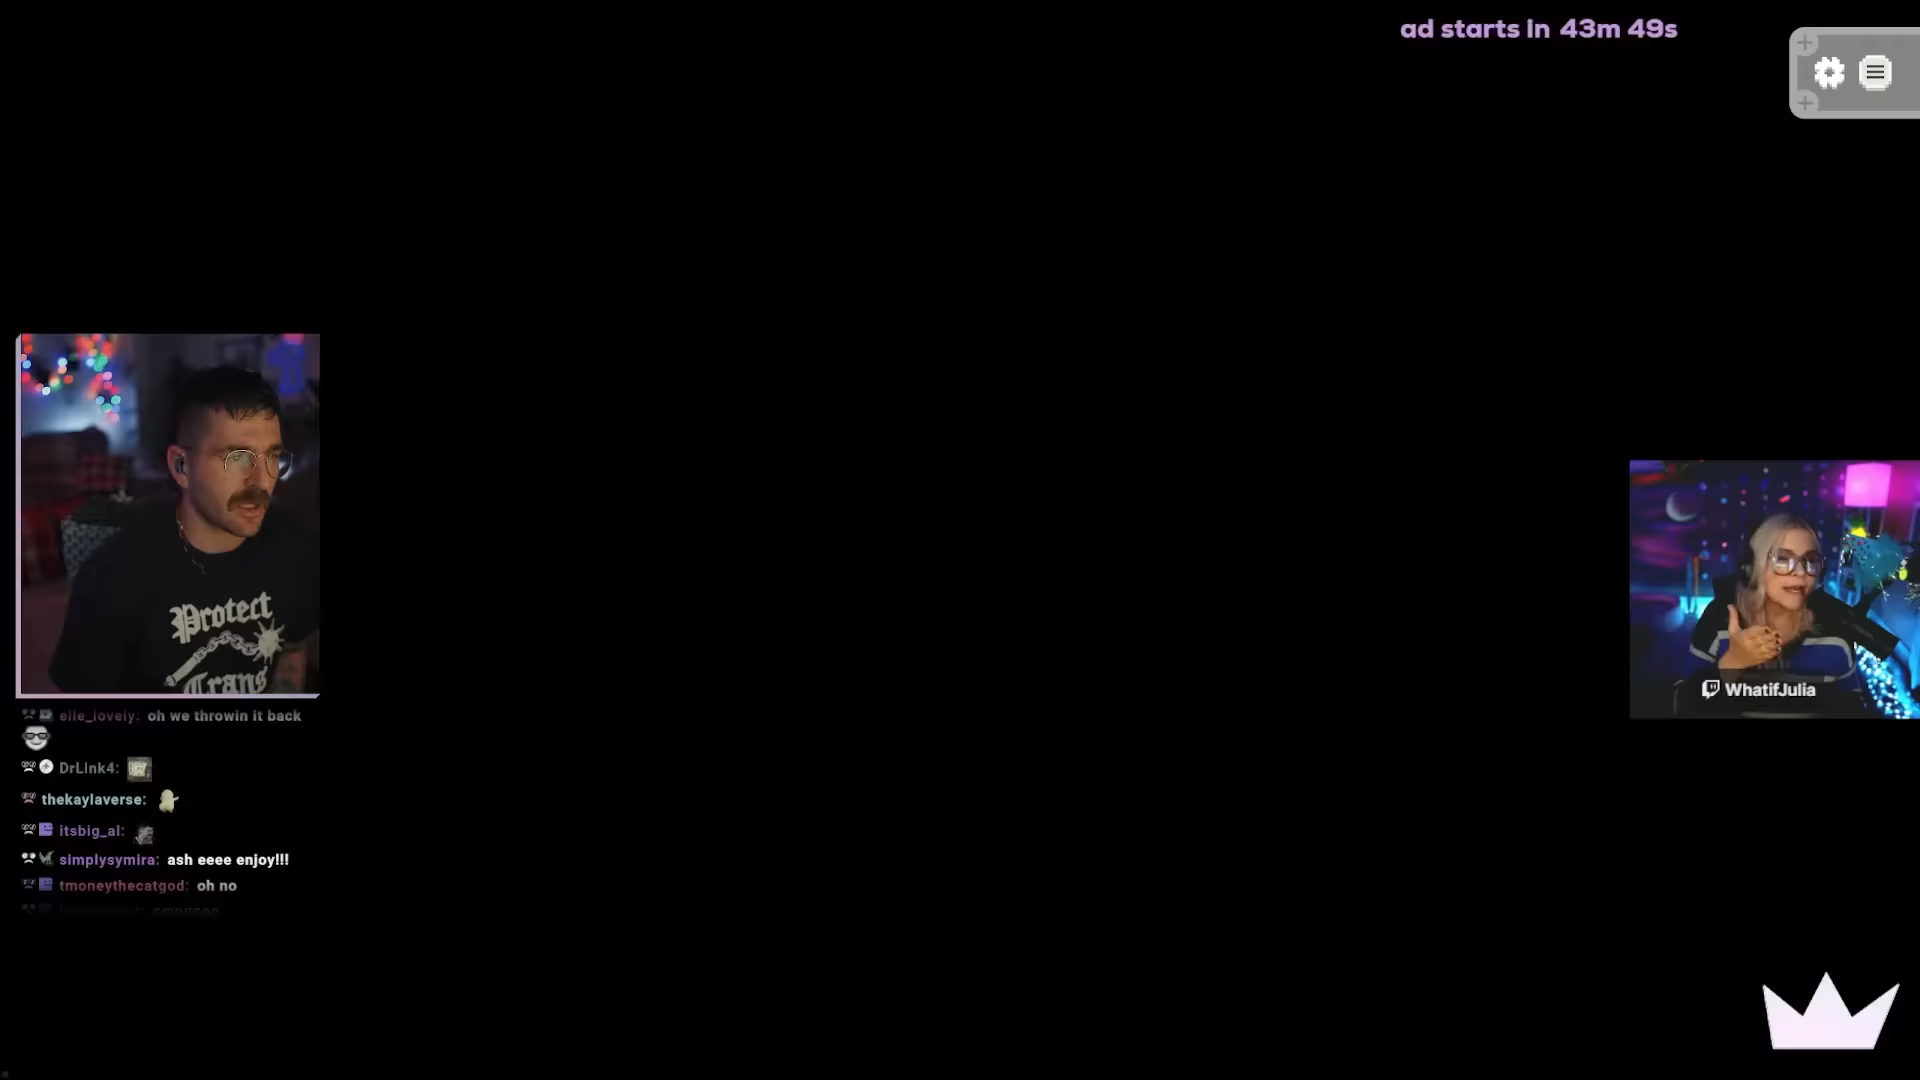 ad starts in 43m 49s
Protect
Trans
WhatifJulia
elle_lovely: oh we throwin it back
DrLink4:
thekaylaverse:
itsbig_al:
simplysymira: ash eeee enjoy!!!
tmoneythecatgod: oh no